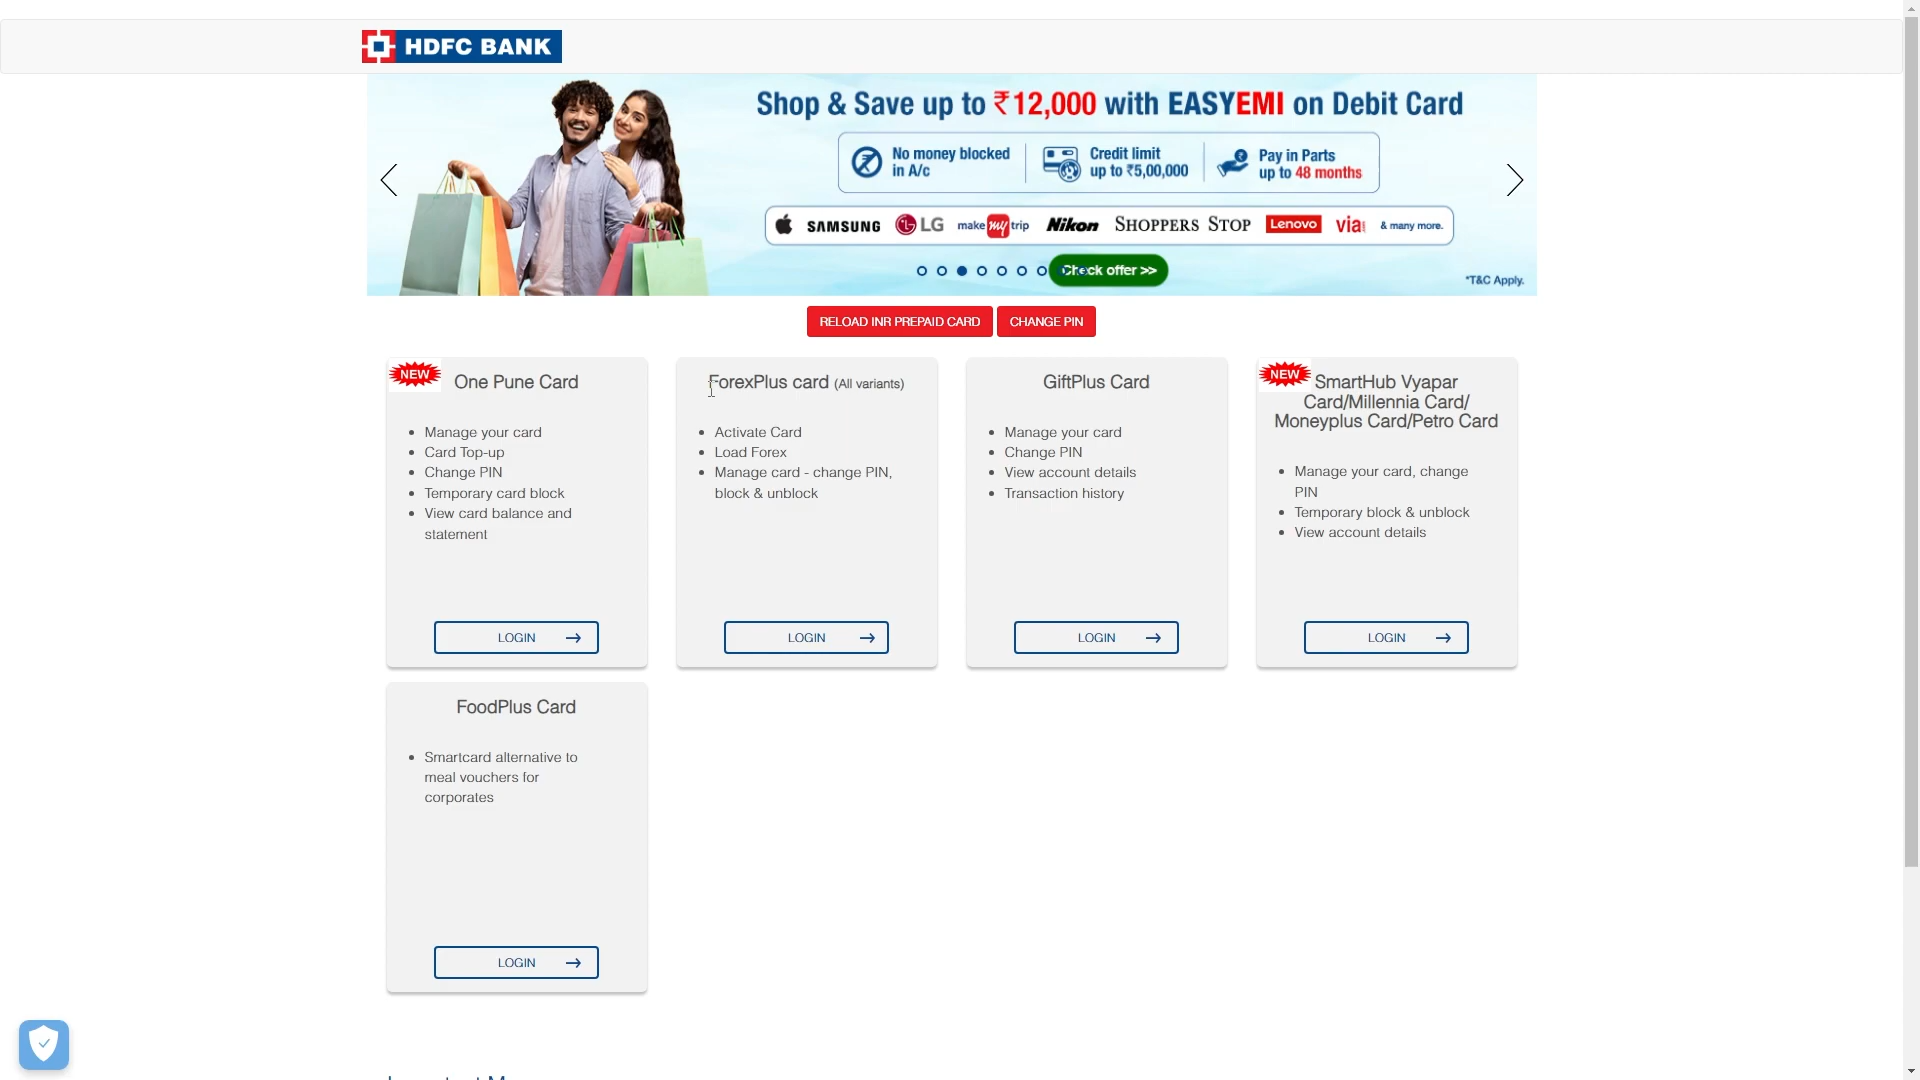 HDFC BANK
Shop & Save up to ₹12,000 with EASYEMI on Debit Card
No money blocked
in A/c
Credit limit
up to ₹5,00,000
Pay in Parts
up to 48 months
SAMSUNG LG make my trip Nikon SHOPPERS STOP Lenovo via & many more.
Check offer >>
*T&C Apply.
RELOAD INR PREPAID CARD CHANGE PIN
NEW
One Pune Card
• Manage your card
• Card Top-up
• Change PIN
• Temporary card block
• View card balance and
statement
LOGIN
ForexPlus card (All variants)
• Activate Card
• Load Forex
• Manage card - change PIN,
block & unblock
LOGIN
GiftPlus Card
• Manage your card
• Change PIN
• View account details
• Transaction history
LOGIN
NEW
SmartHub Vyapar
Card/Millennia Card/
Moneyplus Card/Petro Card
• Manage your card, change
PIN
• Temporary block & unblock
• View account details
LOGIN
FoodPlus Card
• Smartcard alternative to
meal vouchers for
corporates
LOGIN